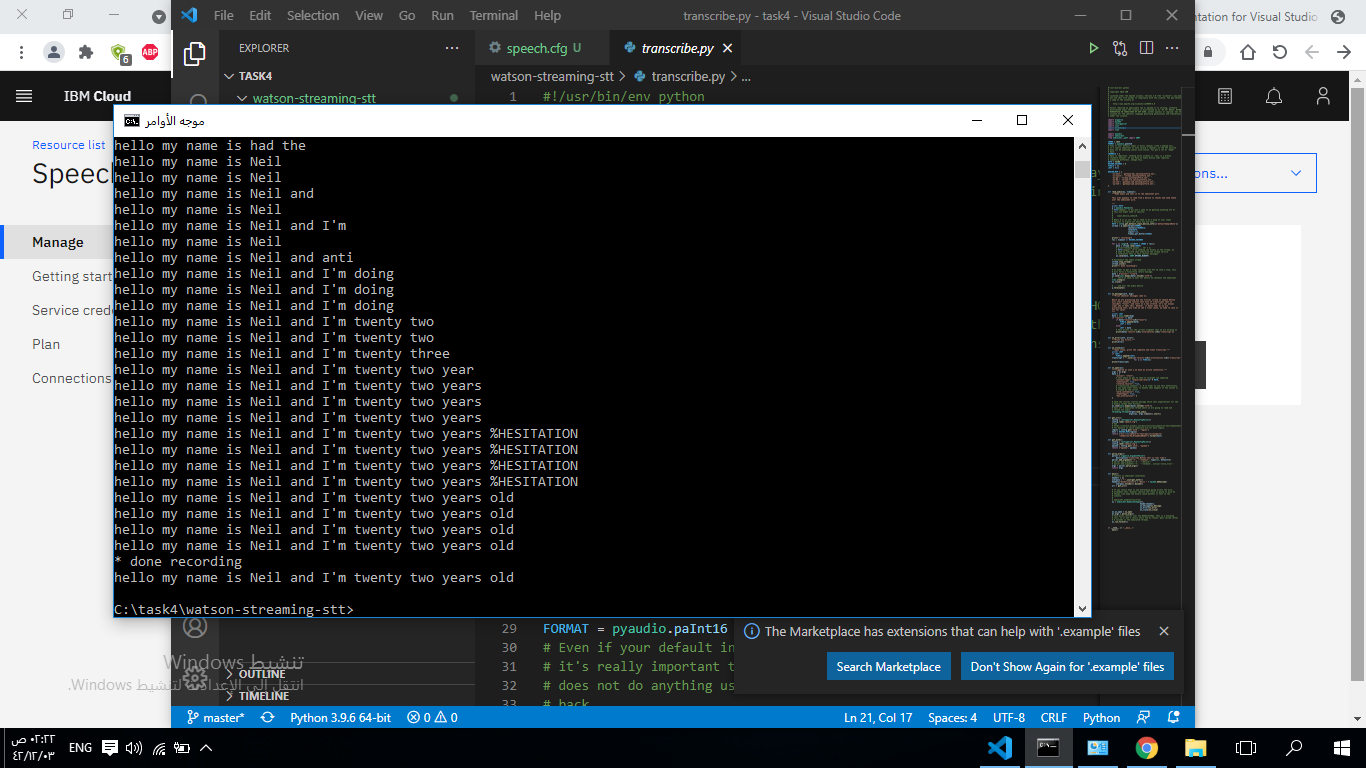 File Edit Selection View Go Run Terminal Help
transcribe.py - task4 - Visual Studio Code
ntation for Visual Studio
6
ABP
EXPLORER
speech.cfg U
transcribe.py
TASK4
watson-streaming-stt
watson-streaming-stt > transcribe.py > ...
1 #!/usr/bin/env python
IBM Cloud
Resource list
Speec
ons...
Manage
Getting start
Service crede
Plan
Connections
موجه الأوامر
hello my name is had the
hello my name is Neil
hello my name is Neil
hello my name is Neil and
hello my name is Neil
hello my name is Neil and I'm
hello my name is Neil
hello my name is Neil and anti
hello my name is Neil and I'm doing
hello my name is Neil and I'm doing
hello my name is Neil and I'm doing
hello my name is Neil and I'm twenty two
hello my name is Neil and I'm twenty two
hello my name is Neil and I'm twenty three
hello my name is Neil and I'm twenty two year
hello my name is Neil and I'm twenty two years
hello my name is Neil and I'm twenty two years
hello my name is Neil and I'm twenty two years
hello my name is Neil and I'm twenty two years %HESITATION
hello my name is Neil and I'm twenty two years %HESITATION
hello my name is Neil and I'm twenty two years %HESITATION
hello my name is Neil and I'm twenty two years %HESITATION
hello my name is Neil and I'm twenty two years old
hello my name is Neil and I'm twenty two years old
hello my name is Neil and I'm twenty two years old
hello my name is Neil and I'm twenty two years old
* done recording
hello my name is Neil and I'm twenty two years old
C:\task4\watson-streaming-stt>
29 FORMAT = pyaudio.paInt16
30 # Even if your default in
31 # it's really important t
32 # does not do anything us
33 # back
The Marketplace has extensions that can help with '.example' files
Search Marketplace
Don't Show Again for '.example' files
تنشيط Windows
انتقل إلى الإعدادات لتنشيط Windows.
OUTLINE
TIMELINE
master*
Python 3.9.6 64-bit
0 0
Ln 21, Col 17
Spaces: 4
UTF-8
CRLF
Python
٠٢:٢٢ ص
٤٢/١٢/٠٣
ENG